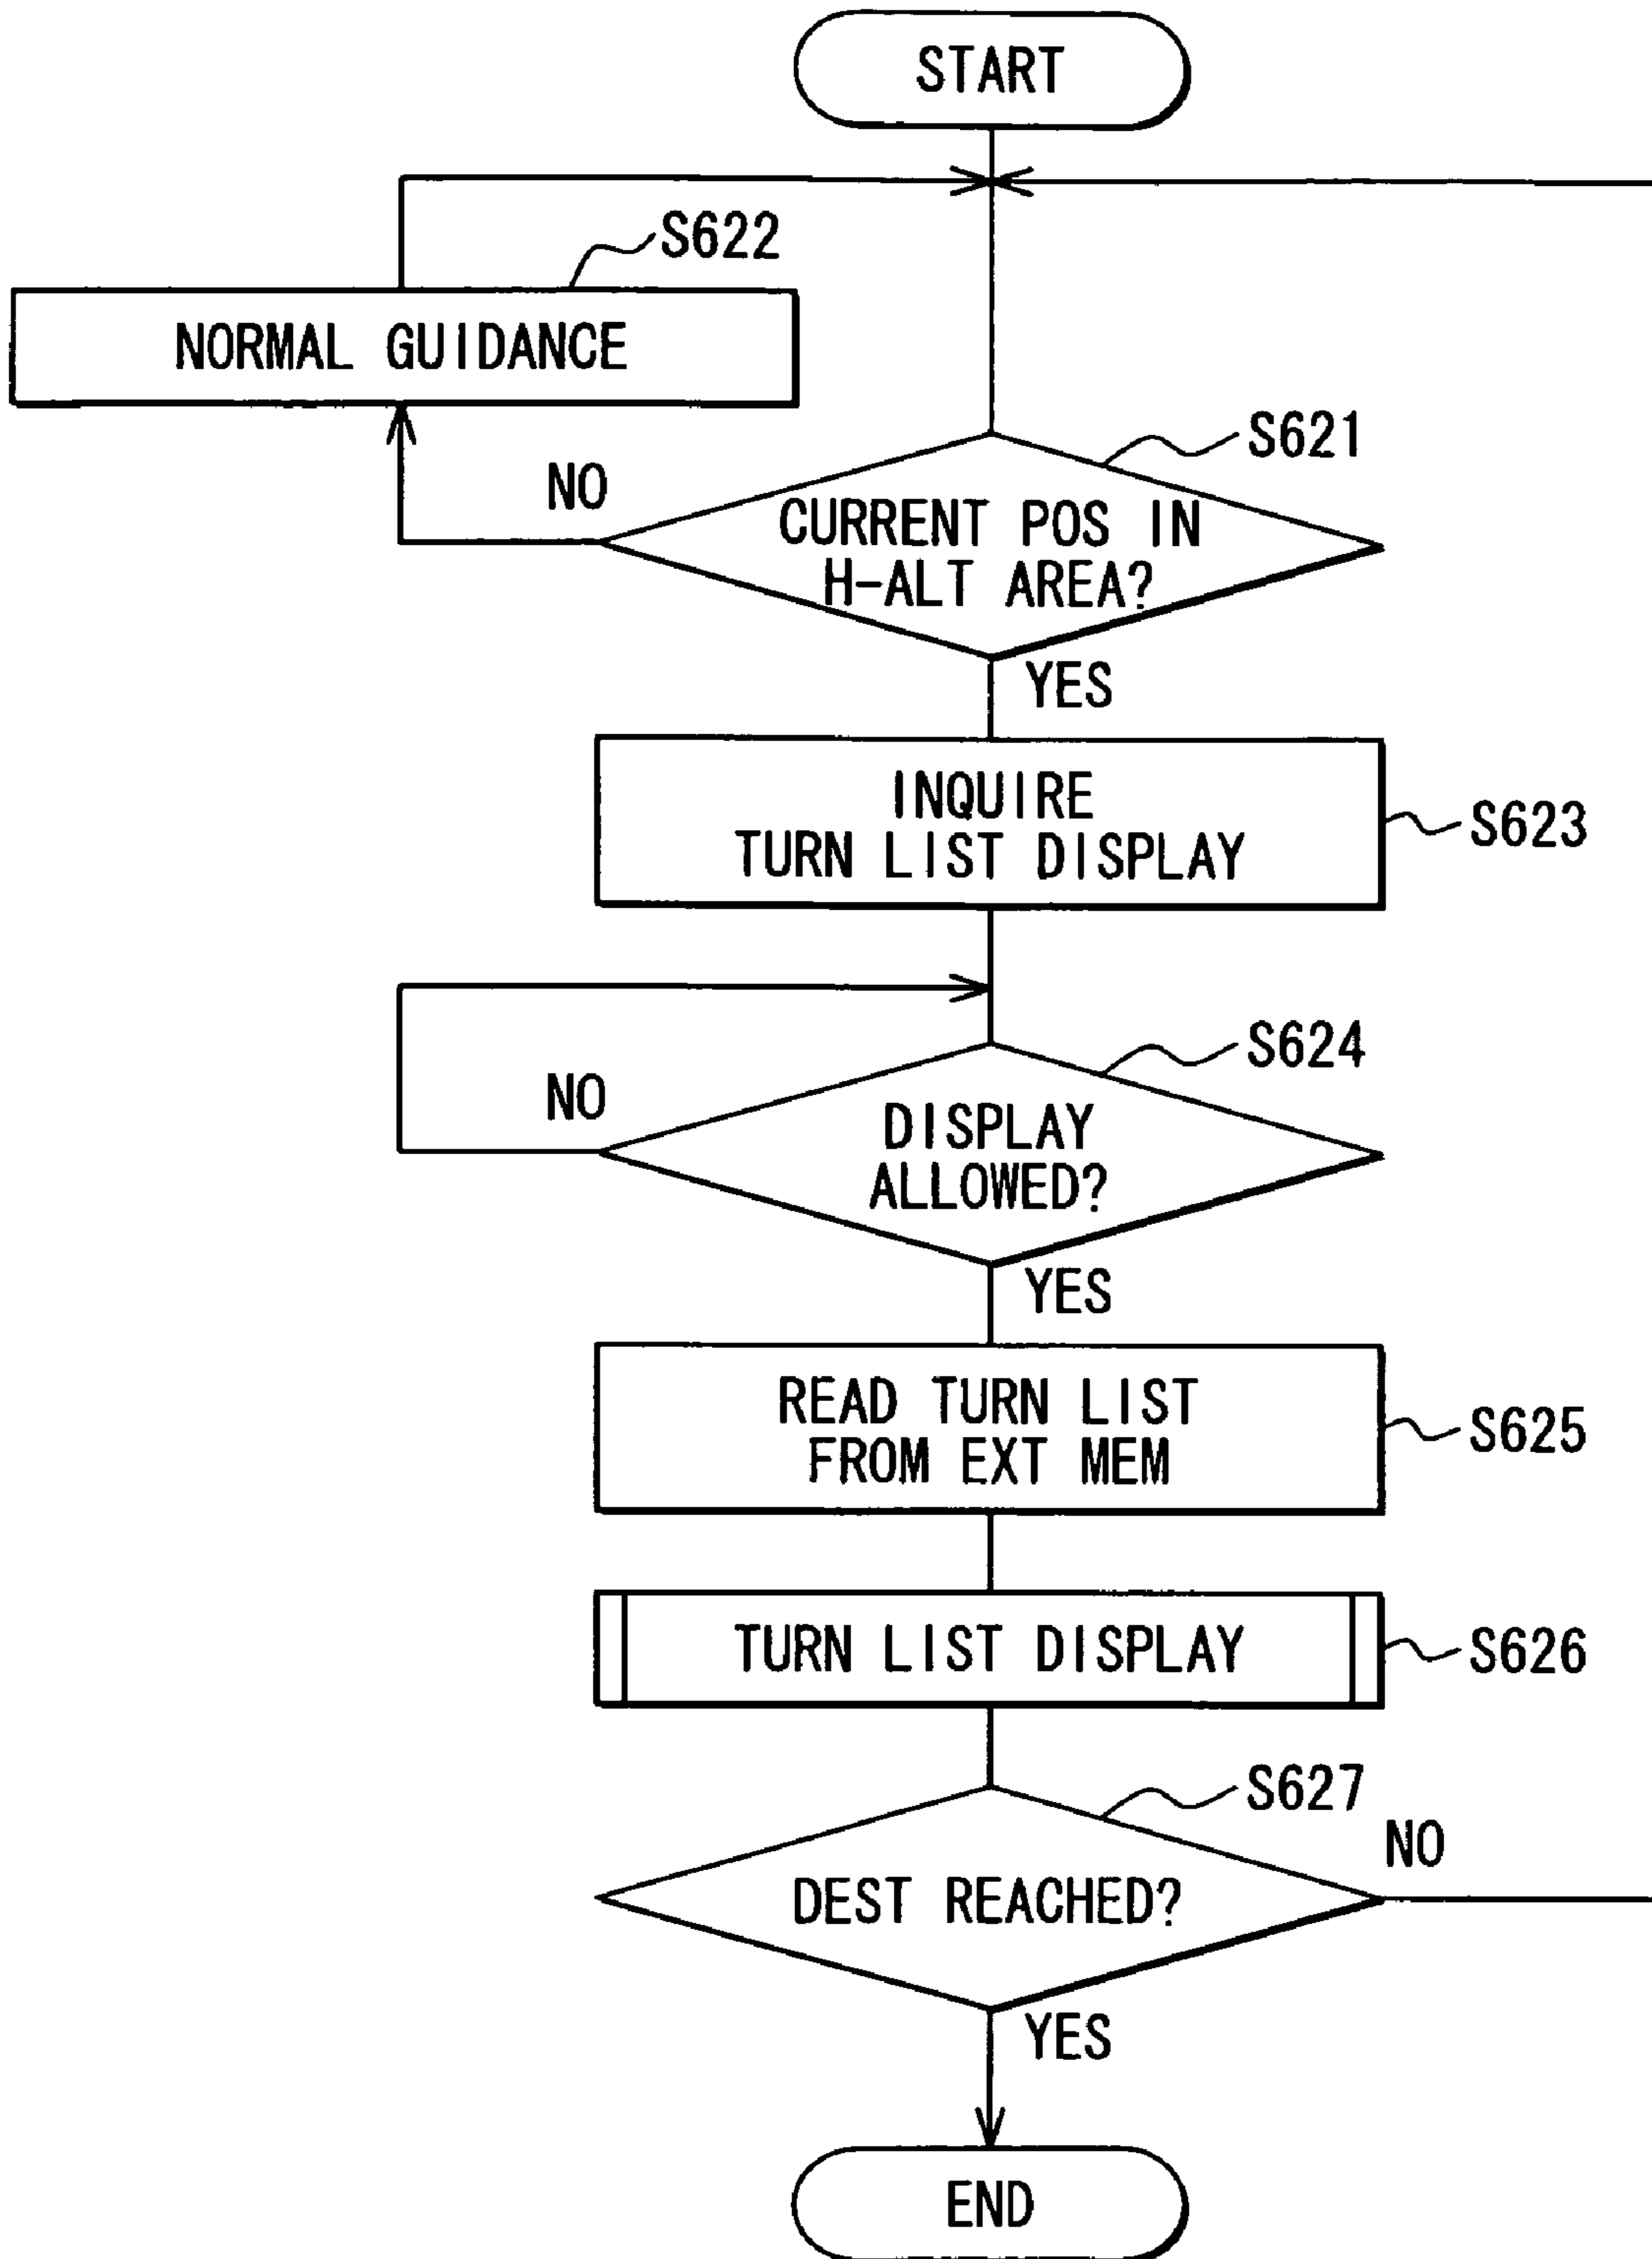 START
S622
NORMAL GUIDANCE
S621
NO
CURRENT POS IN
H-ALT AREA?
YES
INQUIRE
TURN LIST DISPLAY
S623
S624
NO
DISPLAY
ALLOWED?
YES
READ TURN LIST
FROM EXT MEM
S625
TURN LIST DISPLAY
S626
S627
NO
DEST REACHED?
YES
END